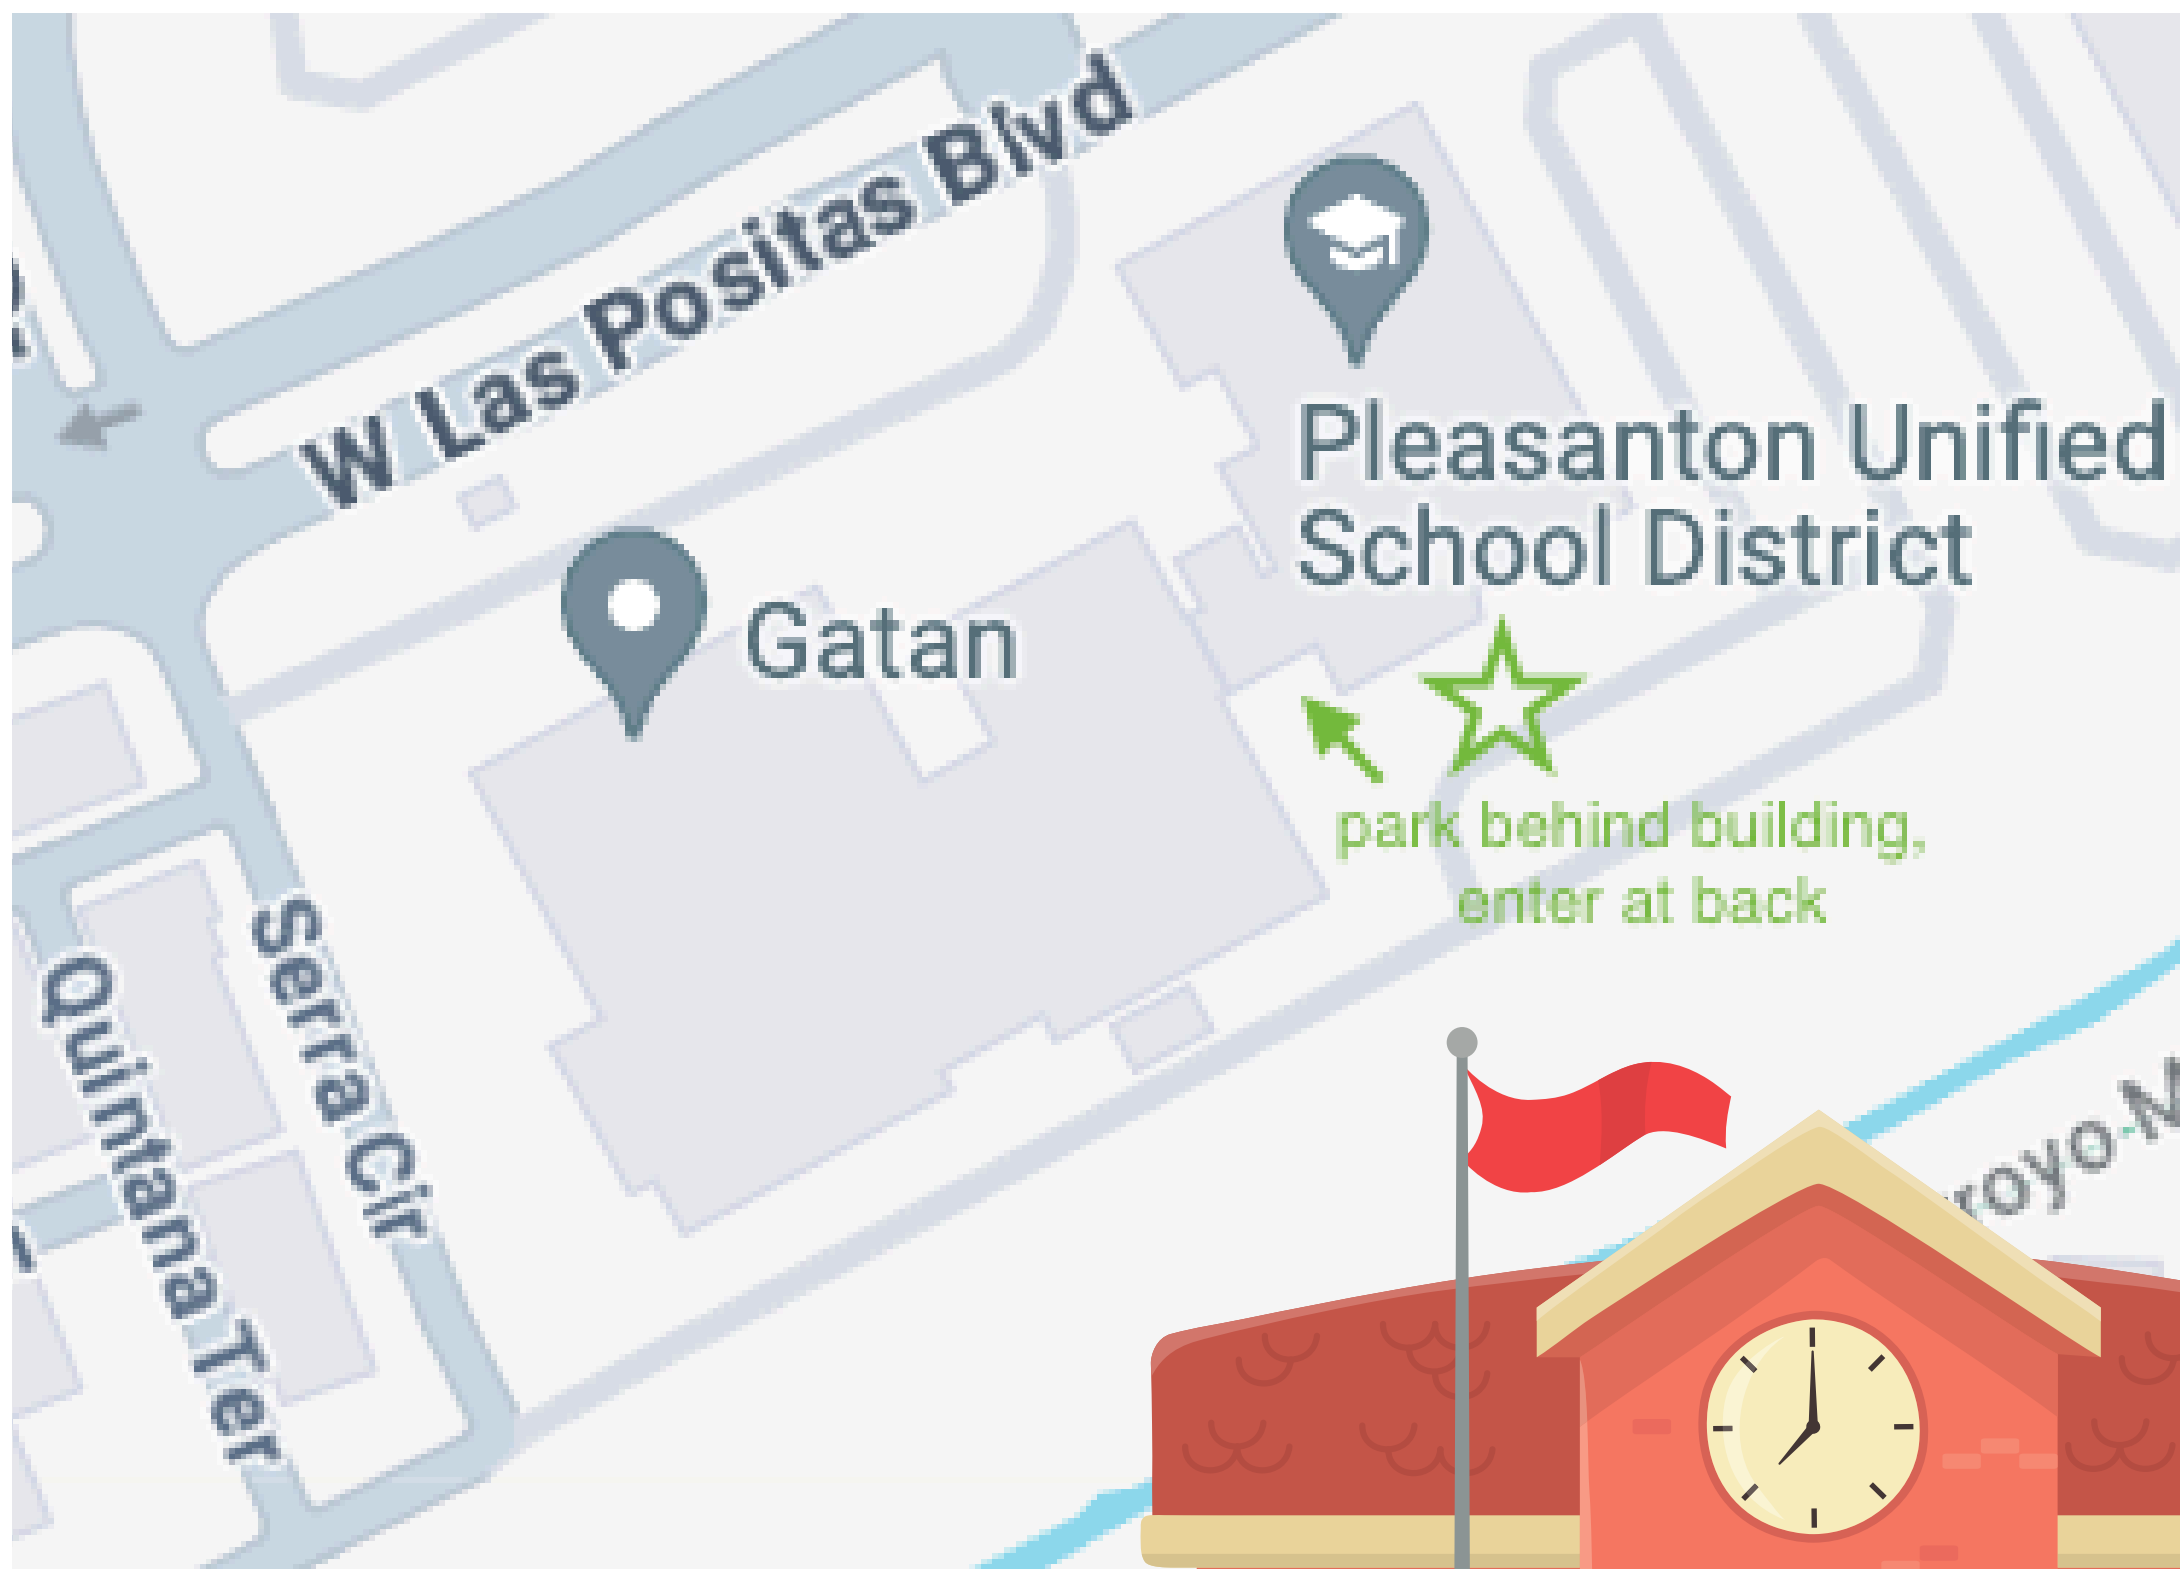 W Las Positas Blvd
Pleasanton Unified
School District
Gatan
park behind building,
enter at back
Serra Cir
Quintana Ter